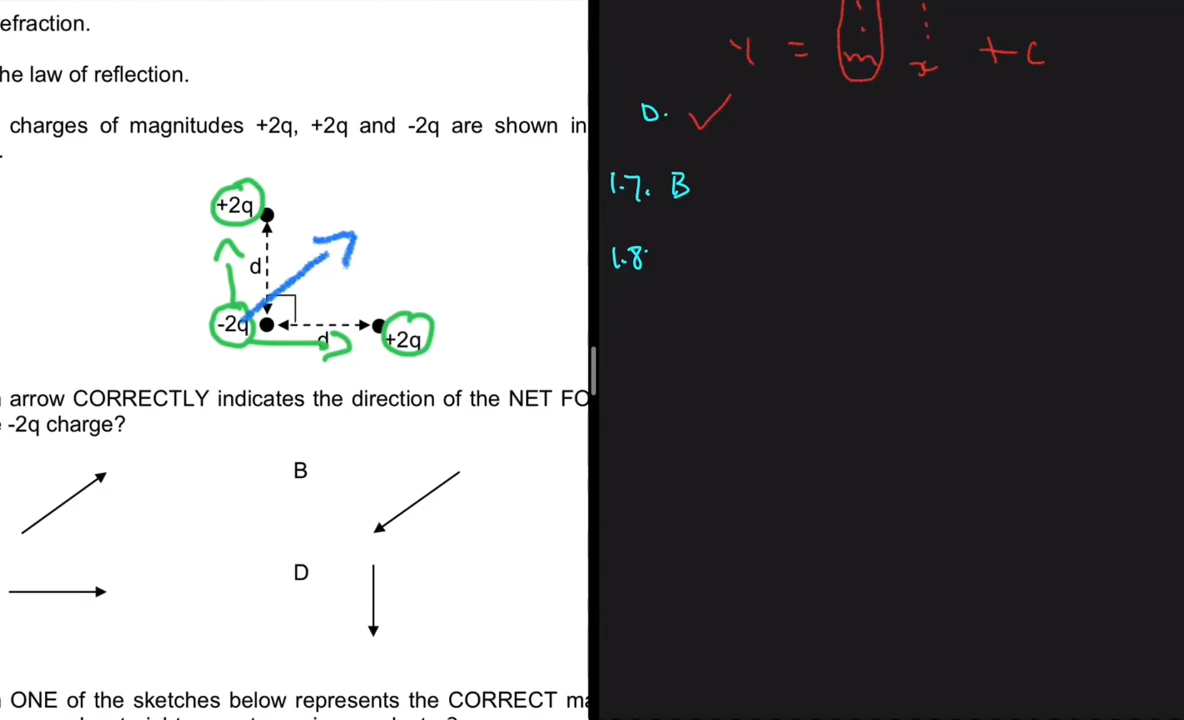 efraction.
he law of reflection.
charges of magnitudes +2q, +2q and -2q are shown in
.
+2q
d
-2q
d
+2q
arrow CORRECTLY indicates the direction of the NET FO
-2q charge?
B
D
ONE of the sketches below represents the CORRECT
y = m x + c
D. ✓
1.7. B
1.8.